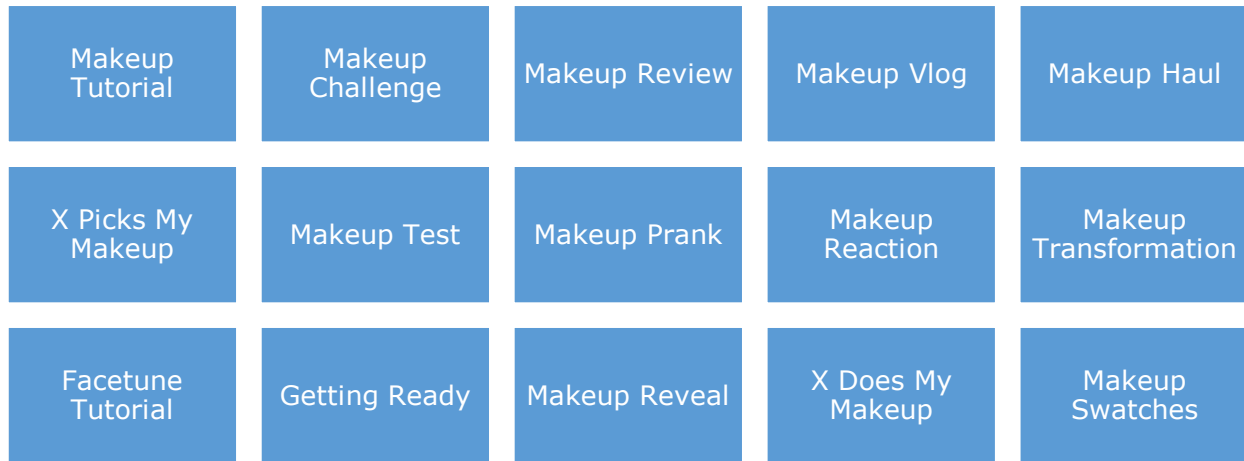 Makeup
Tutorial
Makeup
Challenge
Makeup Review
Makeup Vlog
Makeup Haul
X Picks My
Makeup
Makeup Test
Makeup Prank
Makeup
Reaction
Makeup
Transformation
Facetune
Tutorial
Getting Ready
Makeup Reveal
X Does My
Makeup
Makeup
Swatches